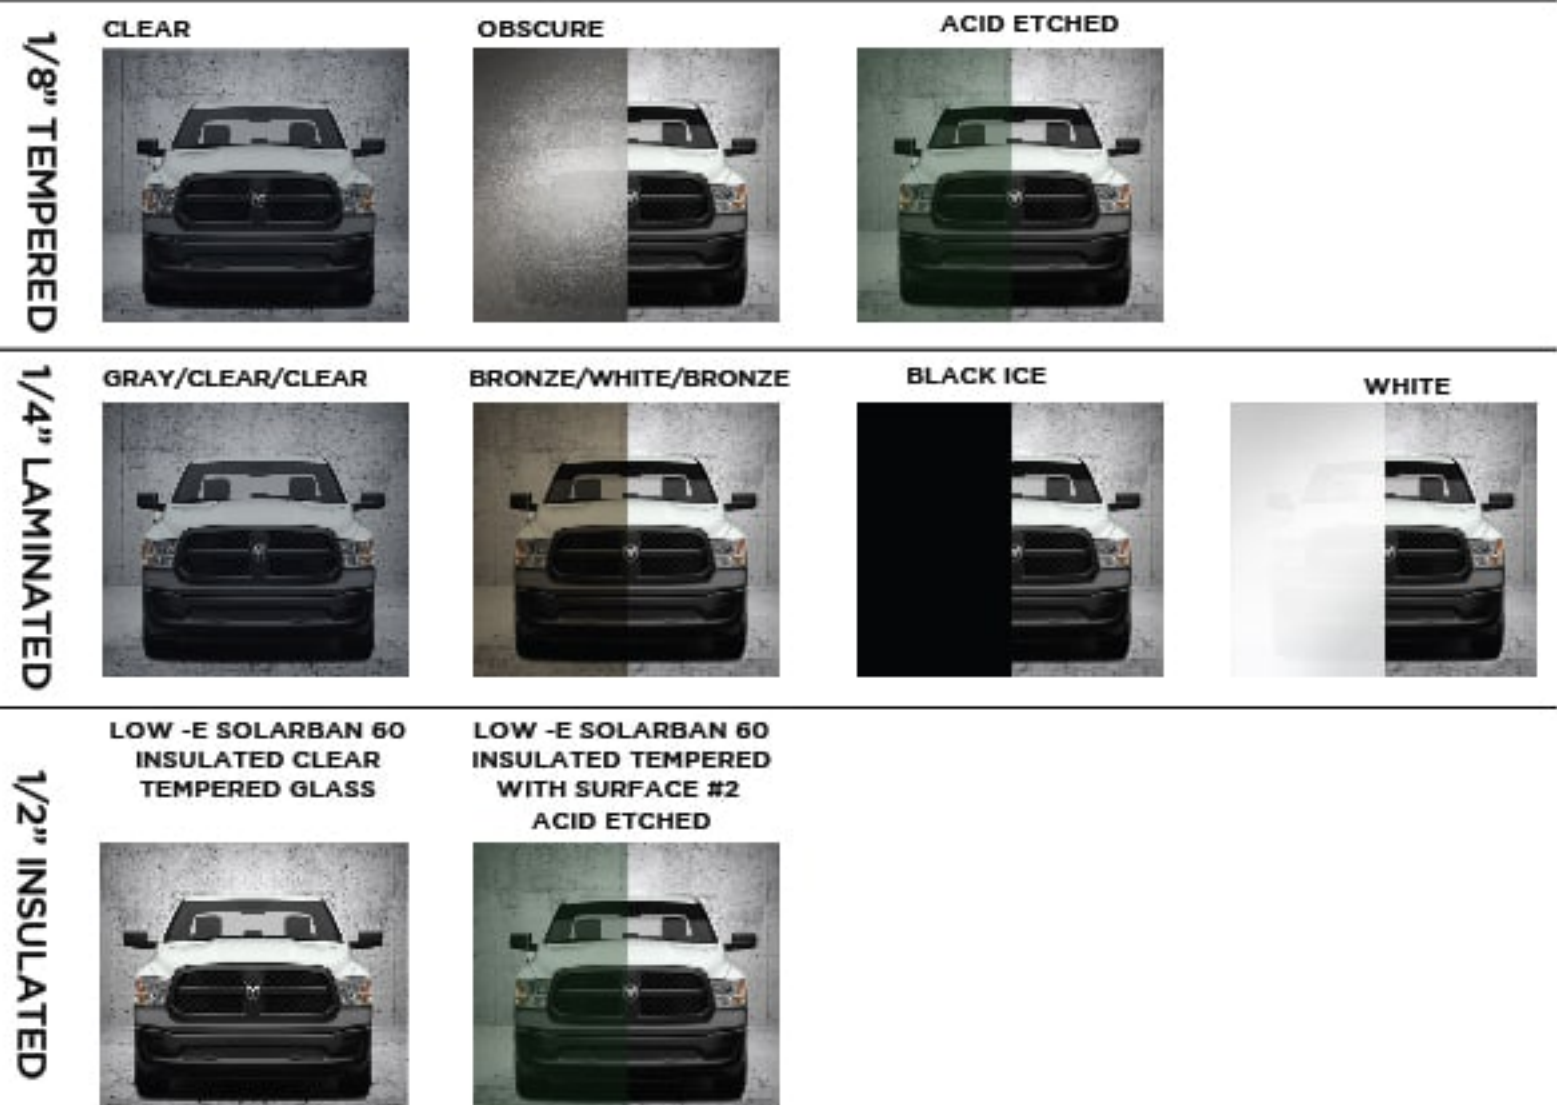 1/8" TEMPERED
CLEAR
OBSCURE
ACID ETCHED
1/4" LAMINATED
GRAY/CLEAR/CLEAR
BRONZE/WHITE/BRONZE
BLACK ICE
WHITE
1/2" INSULATED
LOW -E SOLARBAN 60
INSULATED CLEAR
TEMPERED GLASS
LOW -E SOLARBAN 60
INSULATED TEMPERED
WITH SURFACE #2
ACID ETCHED